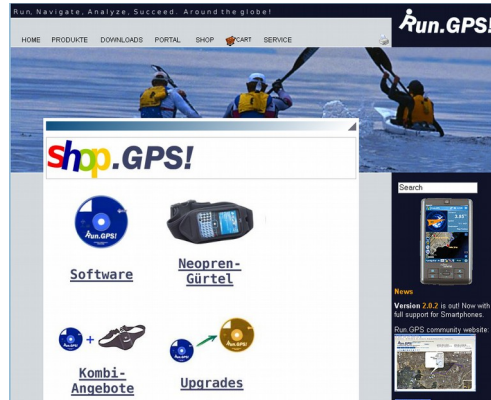 Run, Navigate, Analyze, Succeed. Around the globe!
Run.GPS!
HOME PRODUKTE DOWNLOADS PORTAL SHOP CART SERVICE
shop.GPS!
Search
Run.GPS!
Software
Neopren-
Gürtel
News
Version 2.0.2 is out! Now with
full support for Smartphones.
Run.GPS community website:
Kombi-
Angebote
Upgrades